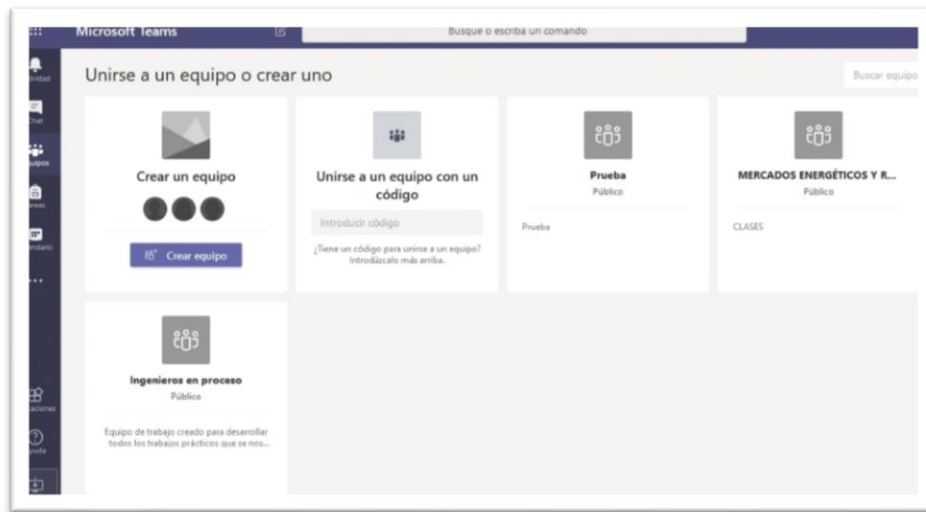 Microsoft Teams
Busque o escriba un comando
Unirse a un equipo o crear uno
Buscar equipo
Crear un equipo
Crear equipo
Unirse a un equipo con un
código
Introducir código
¿Tiene un código para unirse a un equipo?
Introdúzcalo más arriba.
Prueba
Público
Prueba
MERCADOS ENERGÉTICOS Y R...
Público
CLASES
Ingenieros en proceso
Público
Equipo de trabajo creado para desarrollar
todos los trabajos prácticos que se nos...
Chat